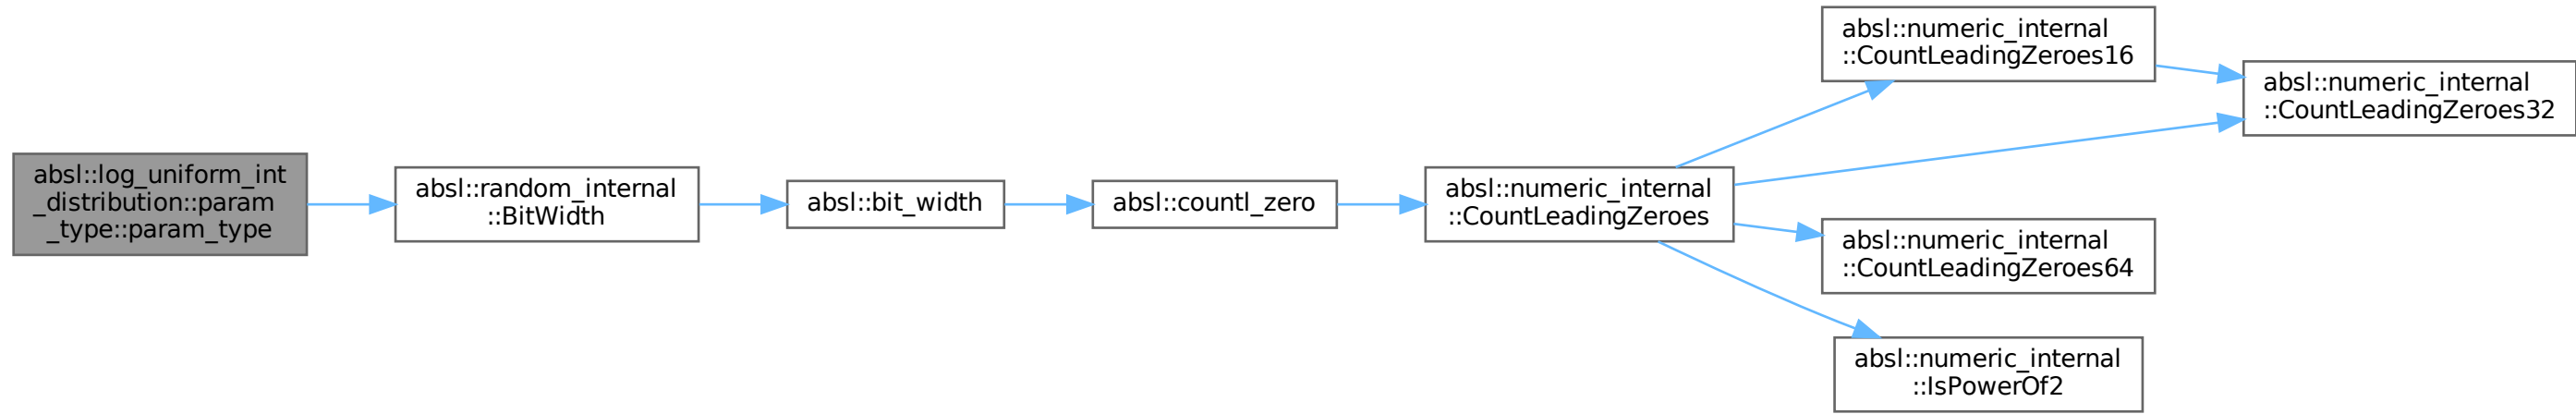 absl::log_uniform_int
_distribution::param
_type::param_type
absl::random_internal
::BitWidth
absl::bit_width
absl::countl_zero
absl::numeric_internal
::CountLeadingZeroes
absl::numeric_internal
::CountLeadingZeroes16
absl::numeric_internal
::CountLeadingZeroes32
absl::numeric_internal
::CountLeadingZeroes64
absl::numeric_internal
::IsPowerOf2